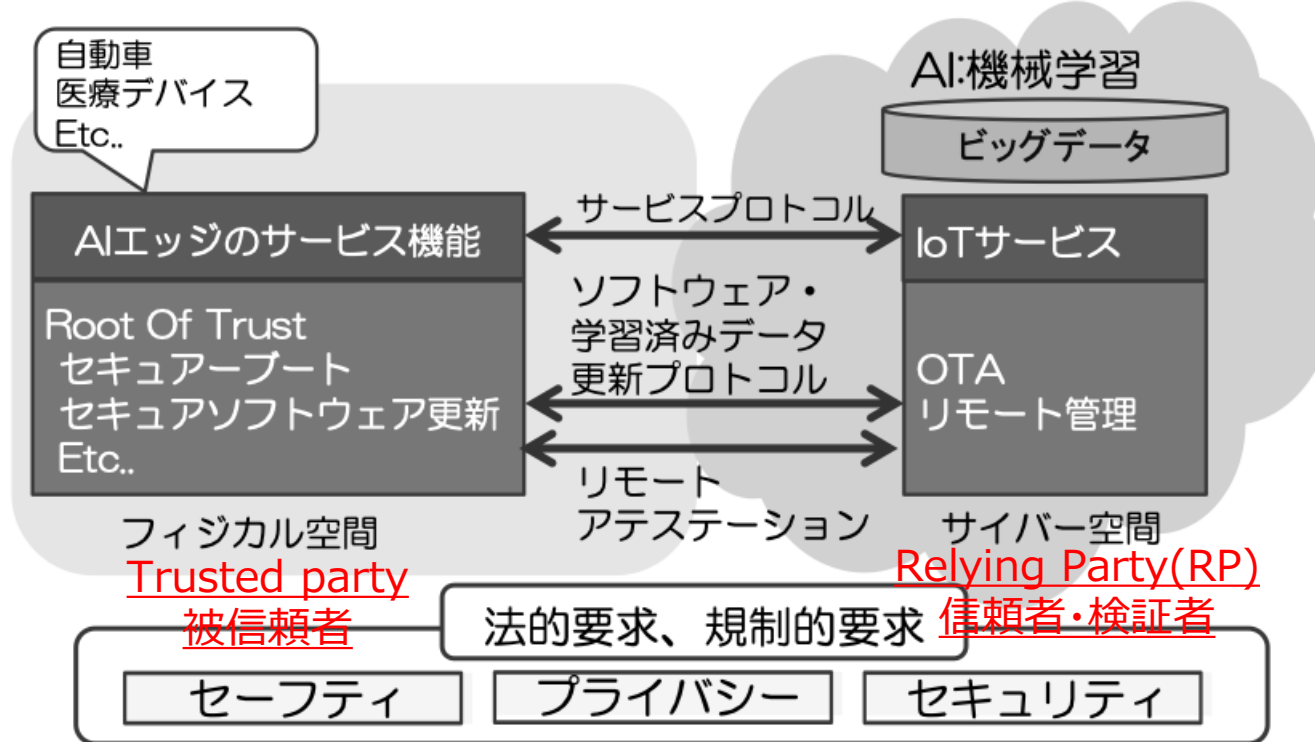 自動車
医療デバイス
Etc..
AI:機械学習
ビッグデータ
AIエッジのサービス機能
サービスプロトコル
IoTサービス
Root Of Trust
セキュアーブート
セキュアソフトウェア更新
Etc..
ソフトウェア・
学習済みデータ
更新プロトコル
OTA
リモート管理
リモート
アテステーション
フィジカル空間
サイバー空間
Trusted party
被信頼者
Relying Party(RP)
信頼者・検証者
法的要求、規制的要求
セーフティ
プライバシー
セキュリティ